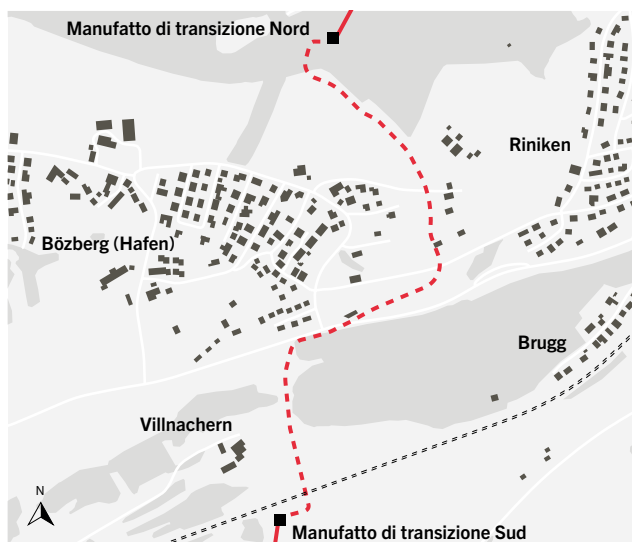 Manufatto di transizione Nord
Riniken
Bözberg (Hafen)
Brugg
Villnachern
N
Manufatto di transizione Sud